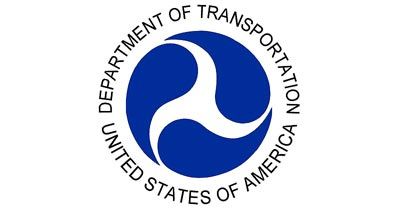 DEPARTMENT OF TRANSPORTATION
UNITED STATES OF AMERICA